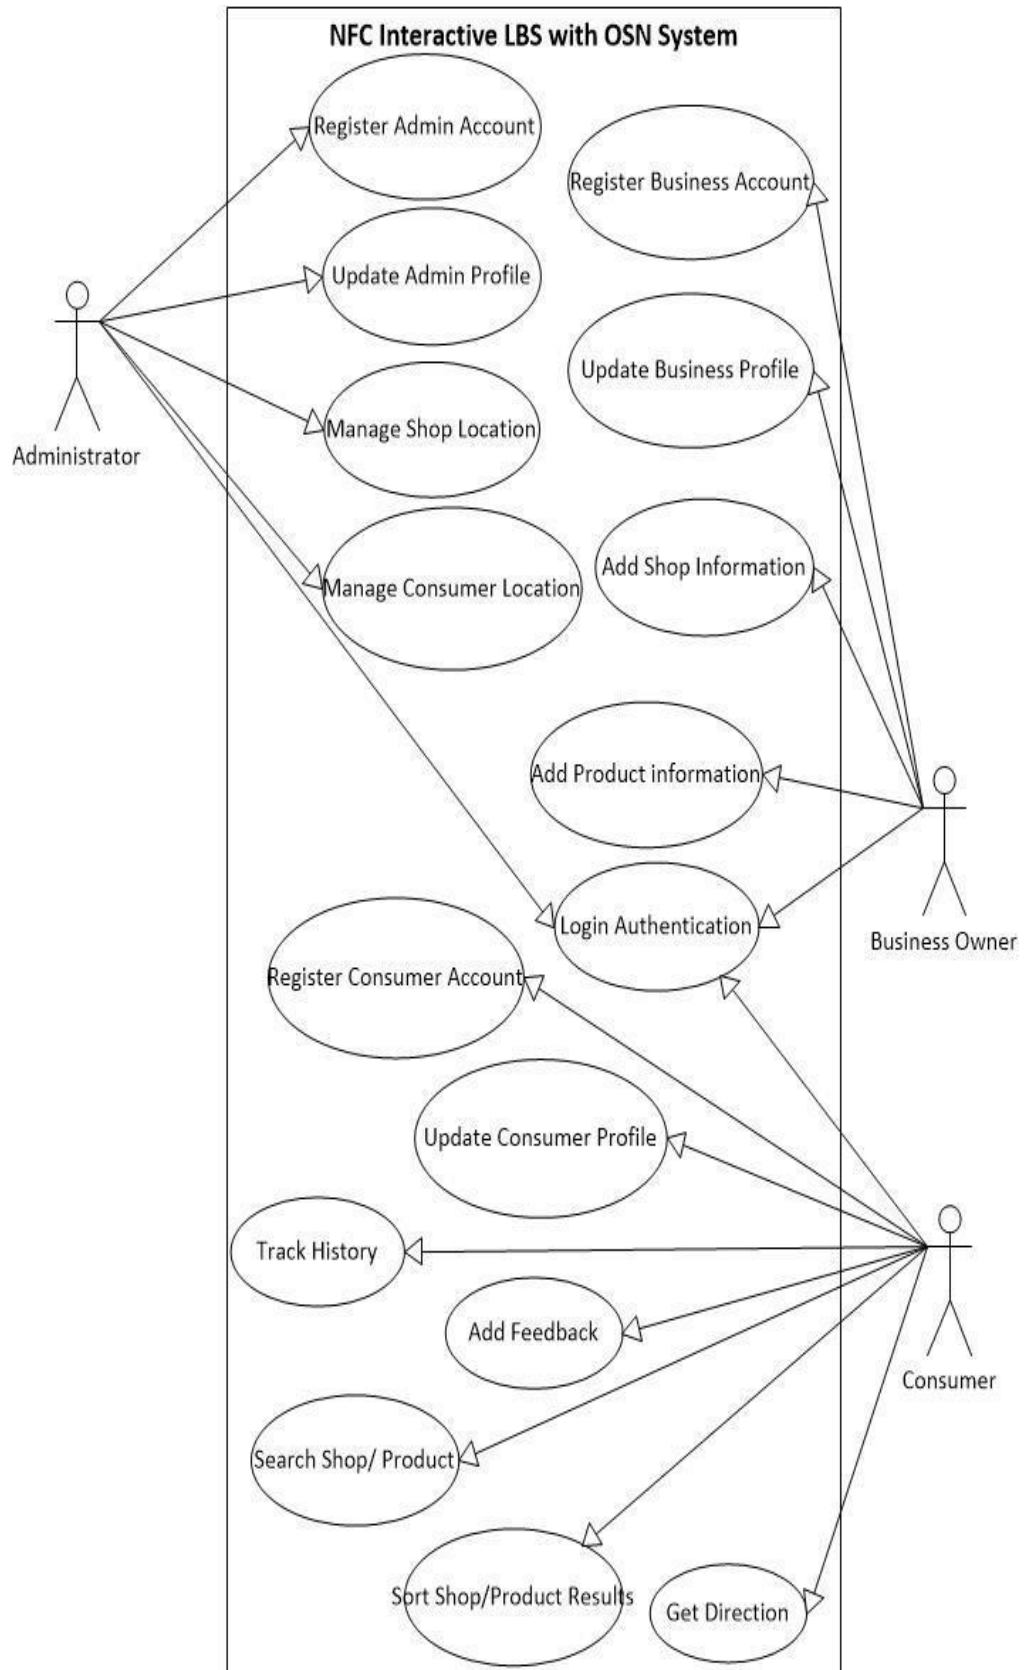 NFC Interactive LBS with OSN System
Register Admin Account
Register Business Account
Update Admin Profile
Update Business Profile
Manage Shop Location
Administrator
Manage Consumer Location
Add Shop Information
Add Product information
Login Authentication
Business Owner
Register Consumer Account
Update Consumer Profile
Track History
Add Feedback
Consumer
Search Shop/ Product
Sort Shop/Product Results
Get Direction